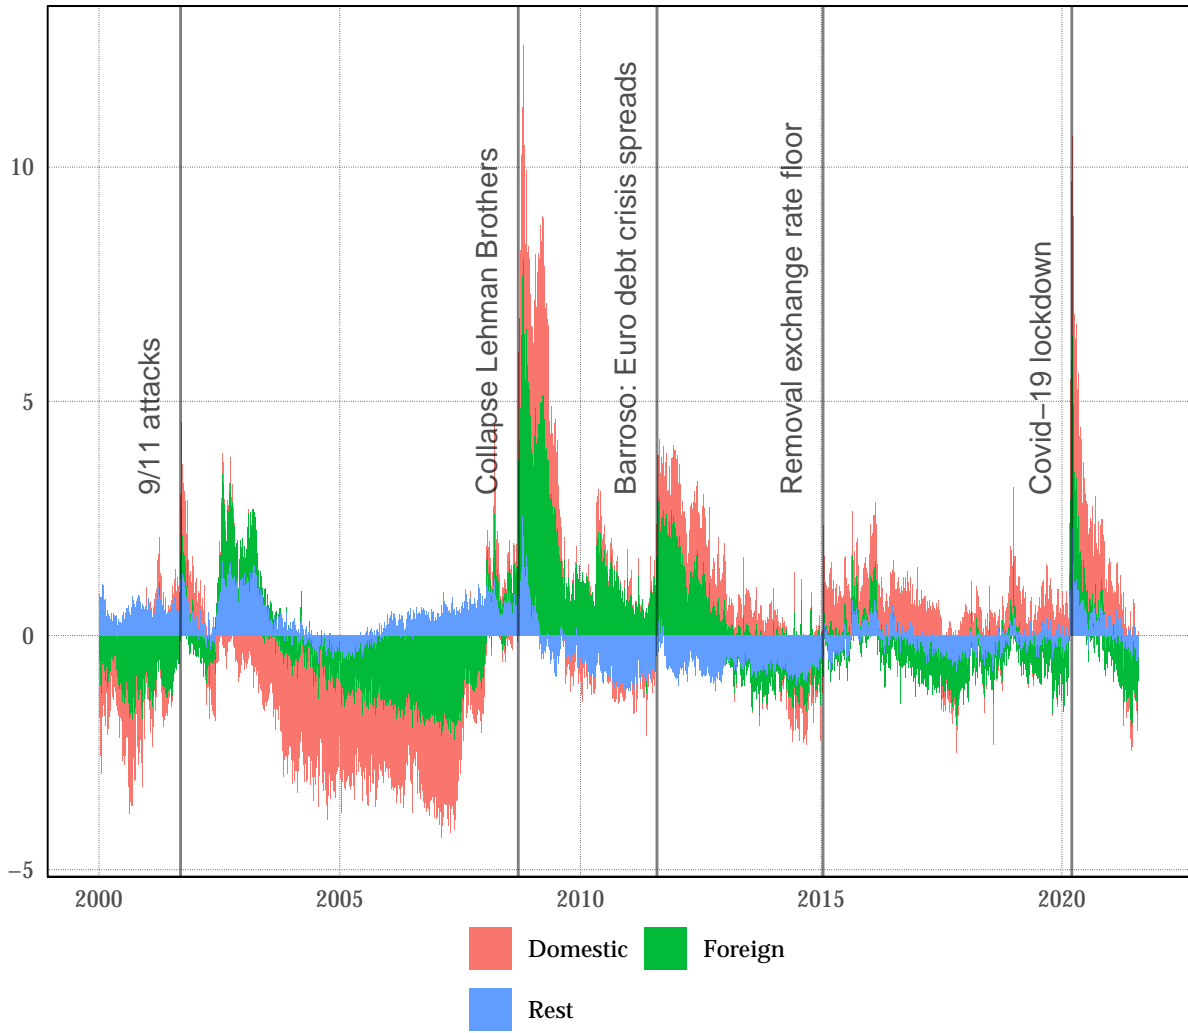 10
5
0
−5
9/11 attacks
Collapse Lehman Brothers
Barroso: Euro debt crisis spreads
Removal exchange rate floor
Covid−19 lockdown
2000
2005
2010
2015
2020
Domestic
Foreign
Rest